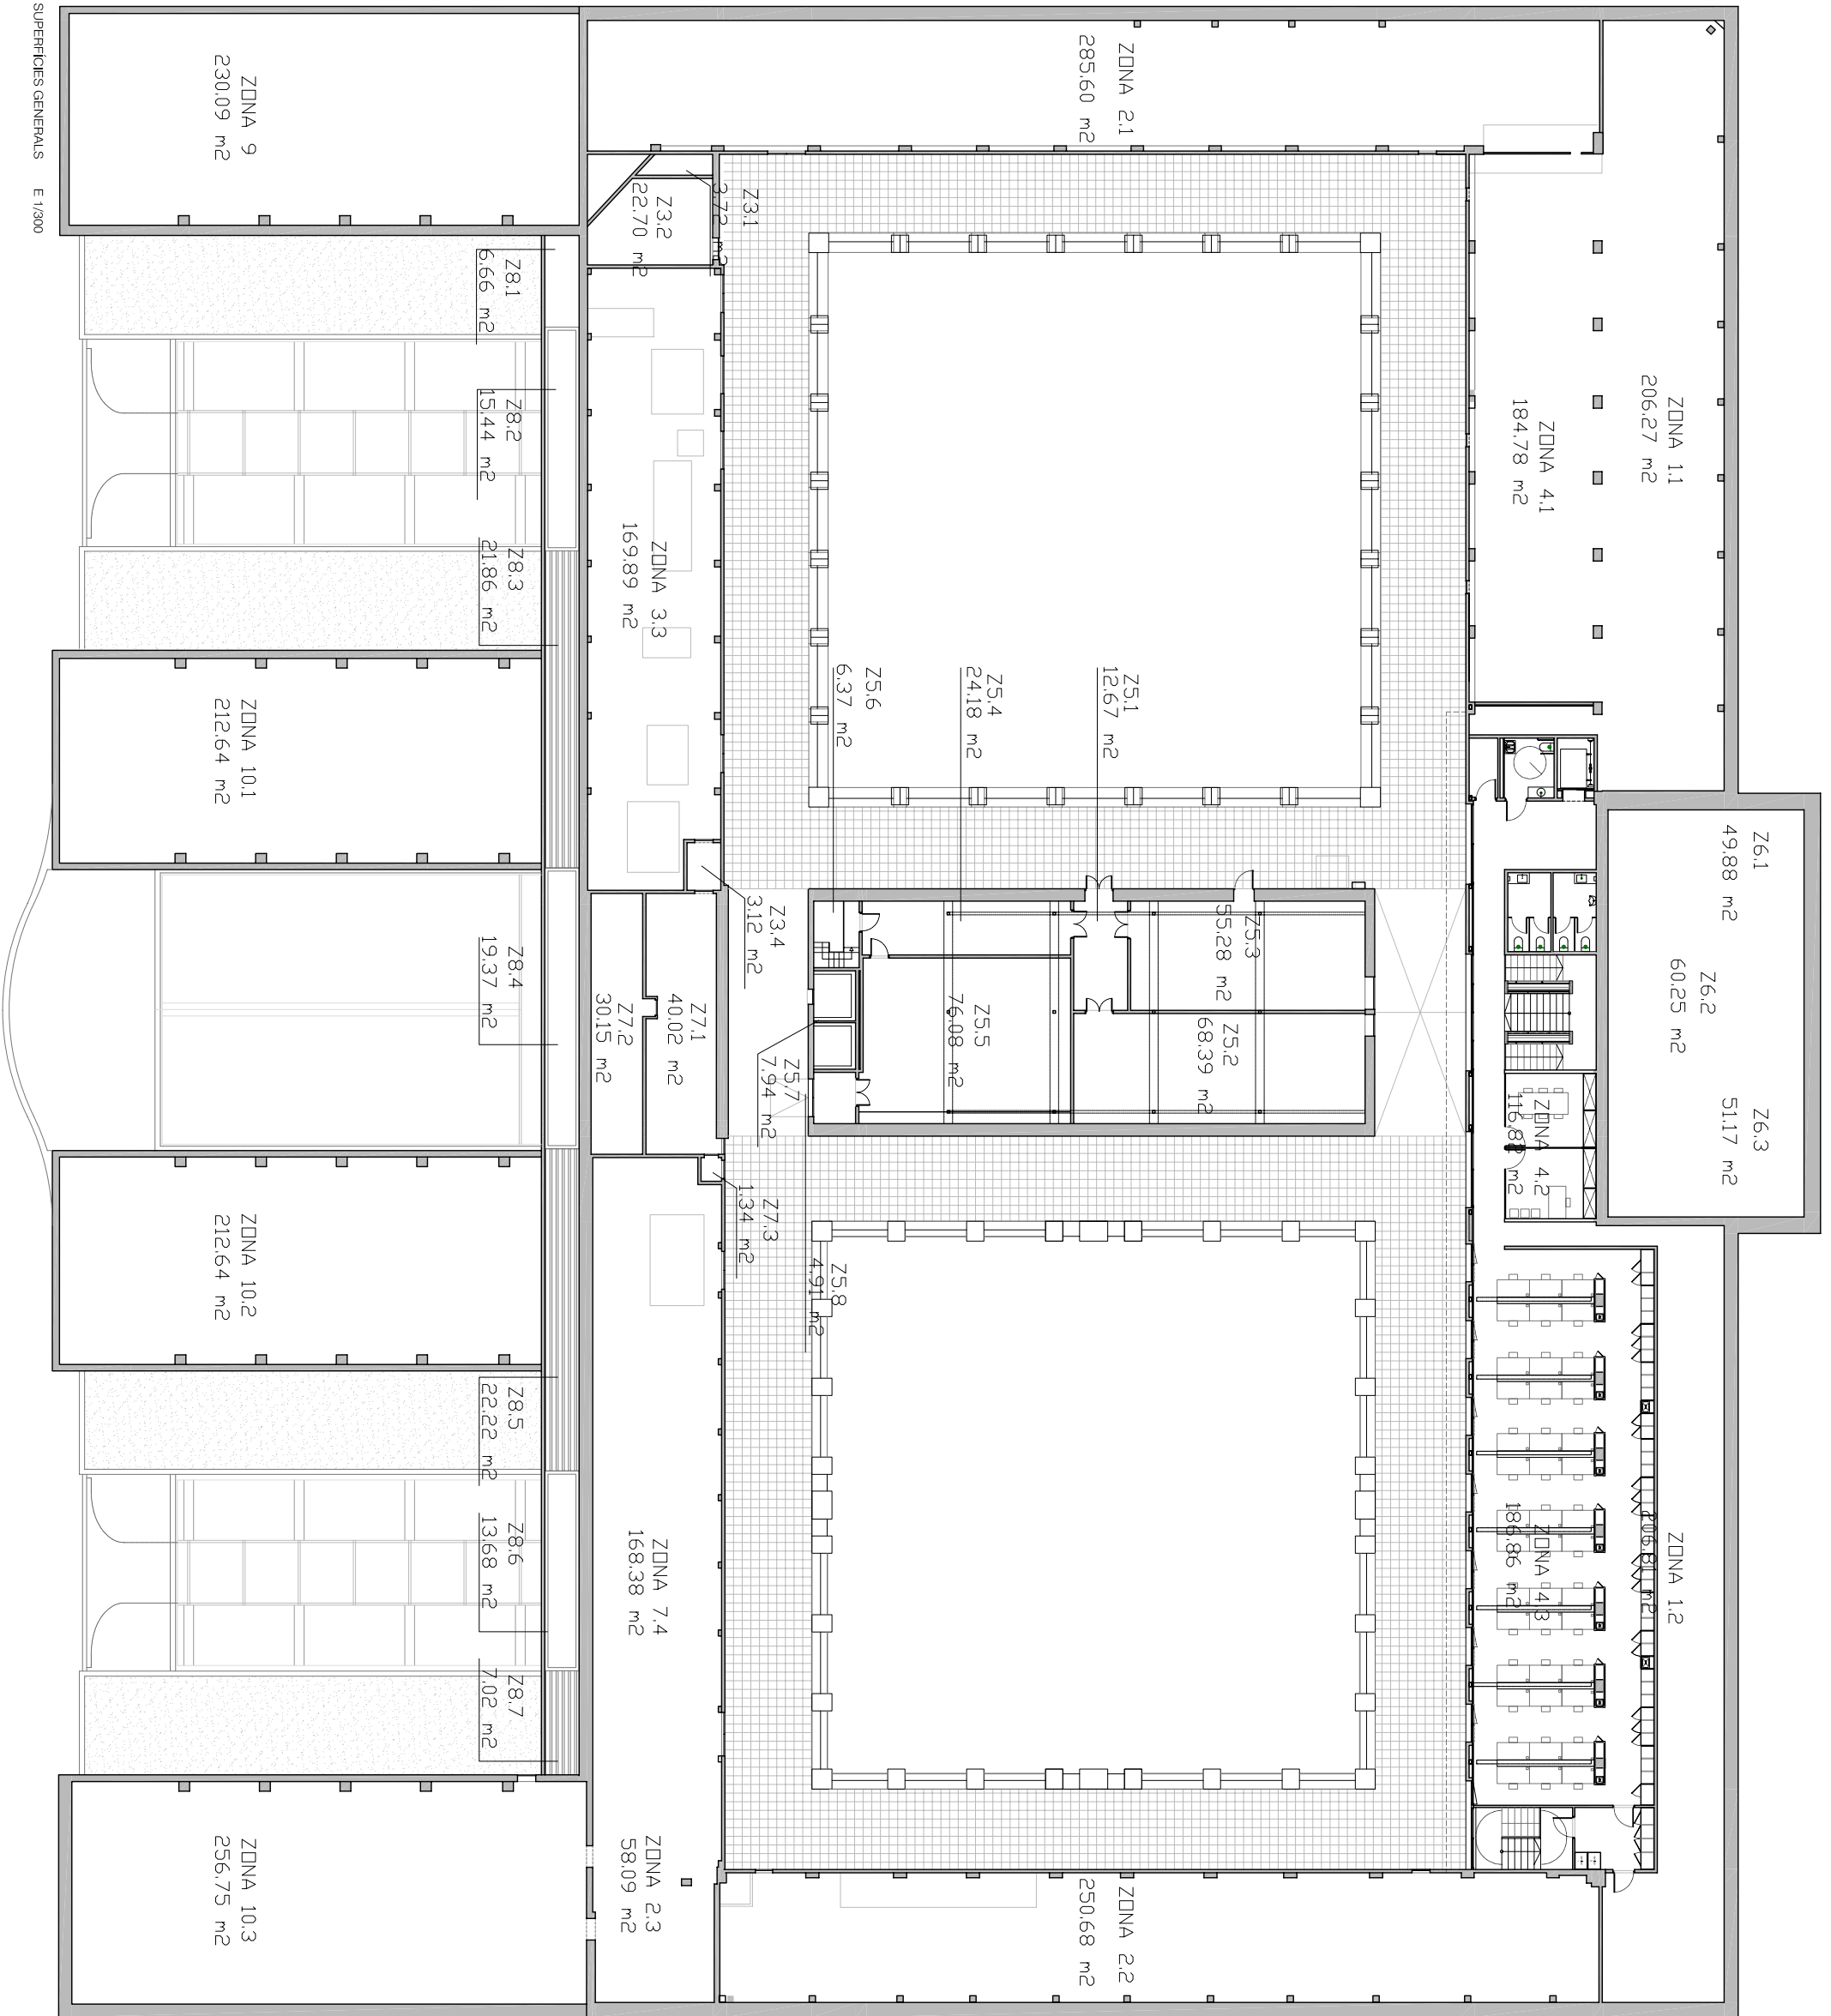 SUPERFÍCIES GENERALS E 1/300
ZONA 1.1
206.27 m2
ZONA 4.1
184.78 m2
ZONA 2.1
285.60 m2
Z3.1
3.72 m2
Z3.2
22.70 m2
ZONA 3.3
169.89 m2
Z3.4
3.12 m2
ZONA 9
230.09 m2
Z8.1
6.66 m2
Z8.2
15.44 m2
Z8.3
21.86 m2
ZONA 10.1
212.64 m2
Z5.1
12.67 m2
Z5.4
24.18 m2
Z5.6
6.37 m2
Z5.3
55.28 m2
Z5.2
68.39 m2
Z5.5
76.08 m2
Z5.7
7.94 m2
Z5.8
4.91 m2
Z6.1
49.88 m2
Z6.2
60.25 m2
Z6.3
51.17 m2
ZONA 4.2
m2
Z7.1
40.02 m2
Z7.2
30.15 m2
Z7.3
1.34 m2
Z8.4
19.37 m2
ZONA 10.2
212.64 m2
Z8.5
22.22 m2
Z8.6
13.68 m2
Z8.7
7.02 m2
ZONA 7.4
168.38 m2
ZONA 1.2
206.81 m2
ZONA 4.3
186.86 m2
ZONA 2.2
250.68 m2
ZONA 2.3
58.09 m2
ZONA 10.3
256.75 m2